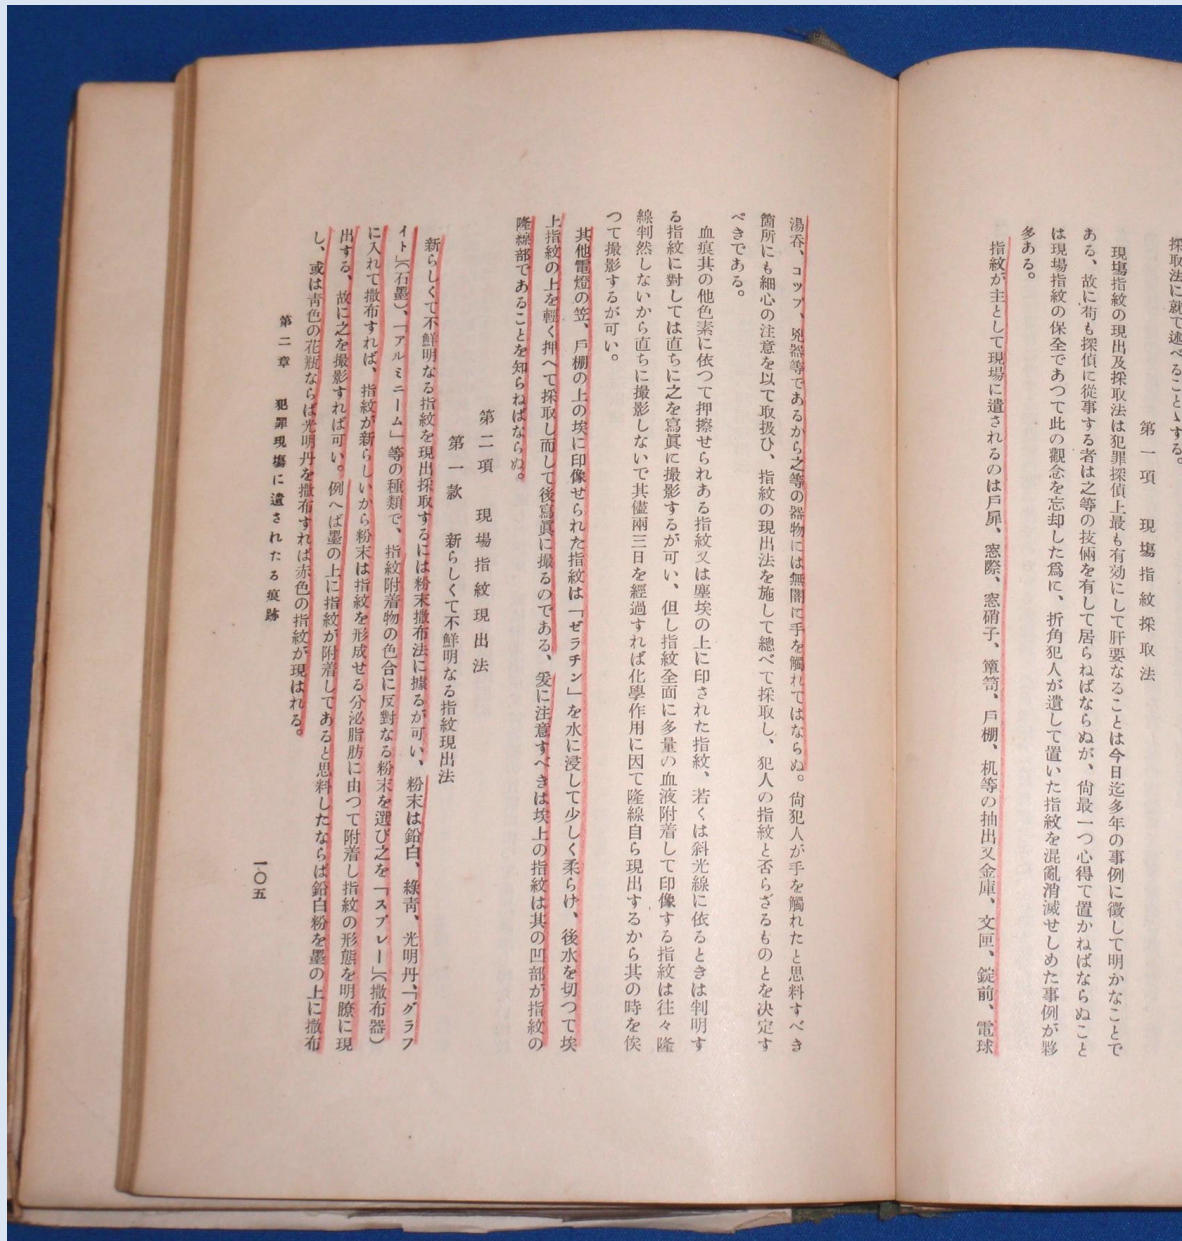 採取法に就て述べること丶する。
第一項　現塲指紋採取法
現塲指紋の現出及採取法は犯罪探偵上最も有効にして肝要なることは今日迄多年の事例に徵して明かなことで
ある、故に苟も探偵に從事する者は之等の技倆を有して居らねばならぬが、尙最一つ心得て置かねばならぬこと
は現場指紋の保全であつて此の觀念を忘却した爲に、折角犯人が遺して置いた指紋を混亂消滅せしめた事例が夥
多ある。
指紋が主として現場に遺されるのは戶扉、窓際、窓硝子、簞笥、戶棚、机等の抽出又金庫、文匣、錠前、電球
湯呑、コップ、兇器等であるから之等の器物には無闇に手を觸れてはならぬ。尙犯人が手を觸れたと思料すべき
箇所にも細心の注意を以て取扱ひ、指紋の現出法を施して總べて採取し、犯人の指紋と否らざるものとを決定す
べきである。
血痕其の他色素に依つて押擦せられある指紋又は塵埃の上に印された指紋、若くは斜光線に依るときは判明す
る指紋に對しては直ちに之を寫眞に撮影するが可い、但し指紋全面に多量の血液附着して印像する指紋は往々隆
線判然しないから直ちに撮影しないで其儘兩三日を經過すれば化學作用に因て隆線自ら現出するから其の時を俟
つて撮影するが可い。
其他電燈の笠、戶棚の上の埃に印像せられた指紋は「ゼラチン」を水に浸して少しく柔らけ、後水を切つて埃
上指紋の上を輕く押へて採取し而して後寫眞に撮るのである、爰に注意すべきは埃上の指紋は其の凹部が指紋の
隆線部であることを知らねばならぬ。
第二項　現場指紋現出法
第一款　新らしくて不鮮明なる指紋現出法
新らしくて不鮮明なる指紋を現出採取するには粉末撒布法に據るが可い、粉末は鉛白、綠靑、光明丹、「グラフ
イト」（石墨）、「アルミニーム」等の種類で、指紋附着物の色合に反對なる粉末を選び之を「スプレー」（撒布器）
に入れて撒布すれば、指紋が新らしいから粉末は指紋を形成せる分泌脂肪に由つて附着し指紋の形態を明瞭に現
出する、故に之を撮影すれば可い。例へば墨の上に指紋が附着してあると思料したならば鉛白粉を墨の上に撒布
し、或は靑色の花瓶ならば光明丹を撒布すれば赤色の指紋が現はれる。
第二章　犯罪現塲に遺されたる痕跡
一〇五